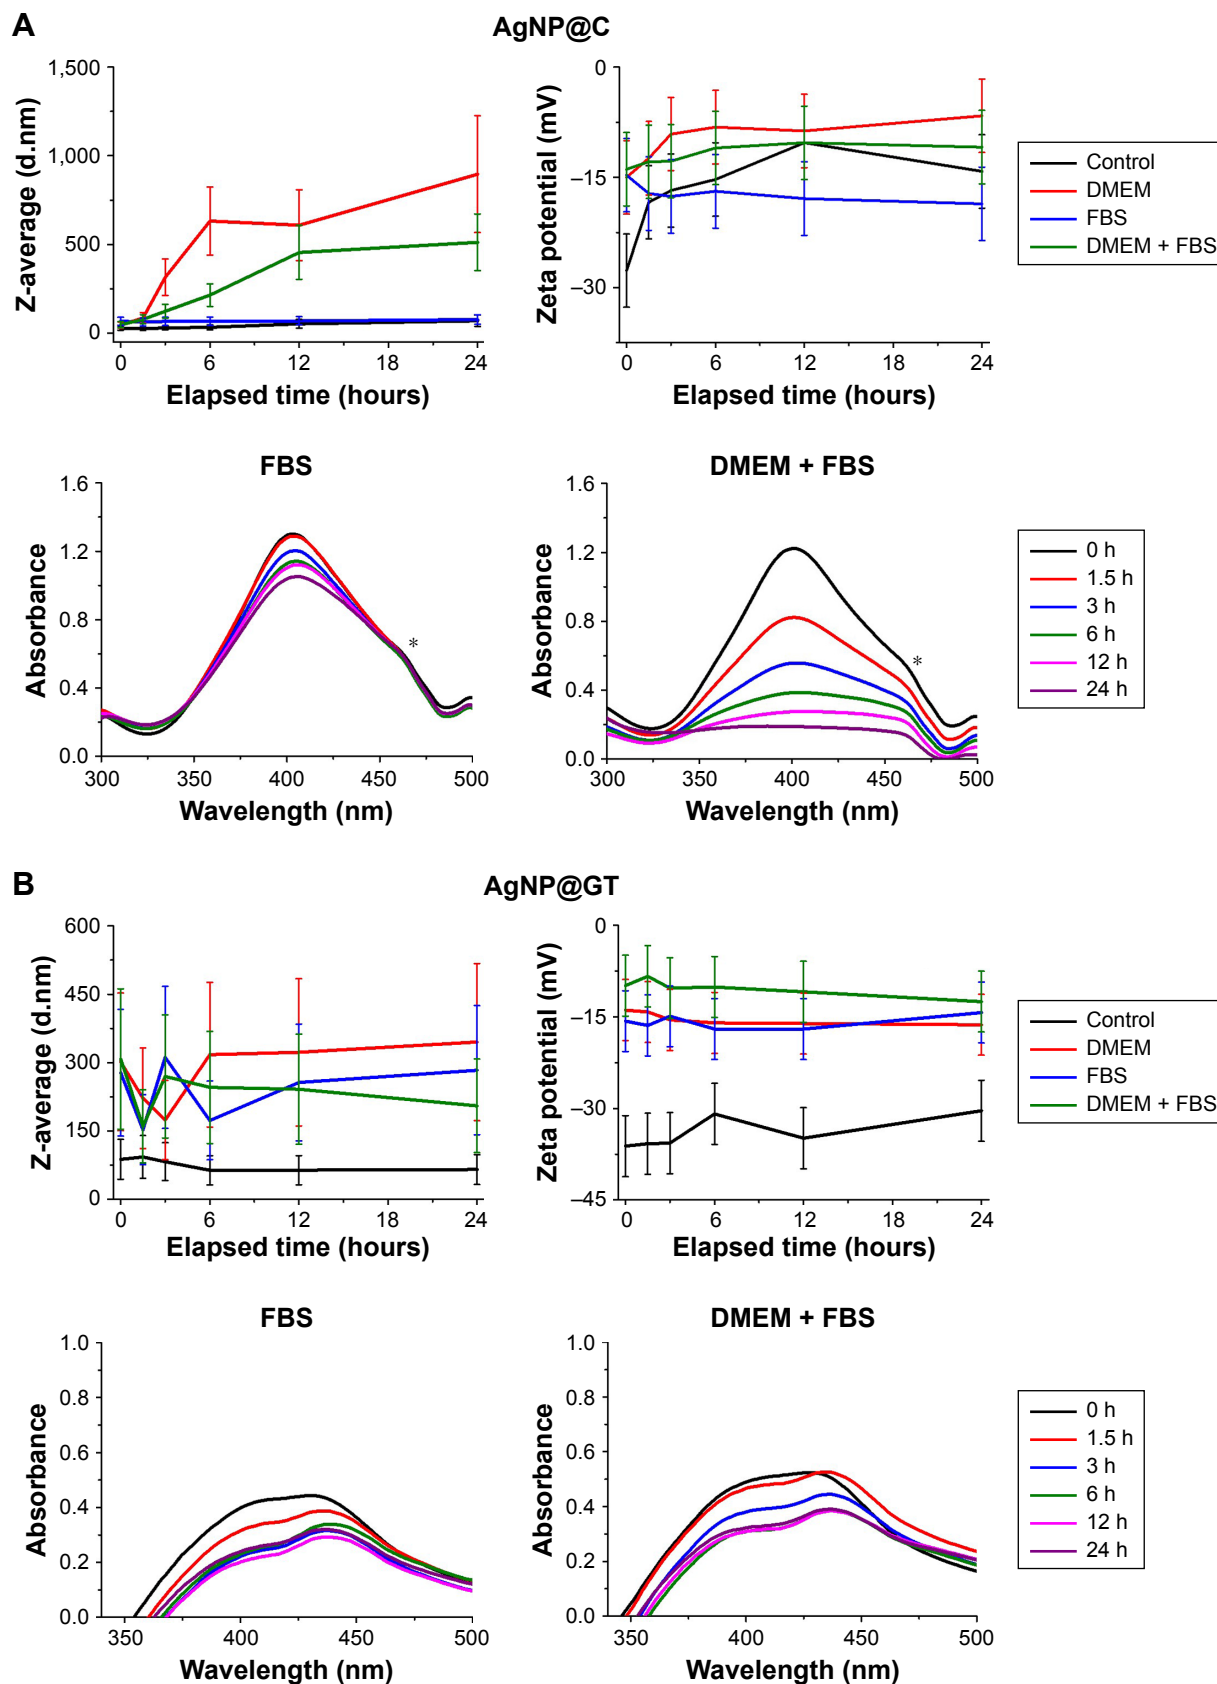 A
AgNP@C
Z-average (d.nm)
1,500
1,000
500
0
0 6 12 18 24
Elapsed time (hours)
Zeta potential (mV)
0
–15
–30
0 6 12 18 24
Elapsed time (hours)
Control
DMEM
FBS
DMEM + FBS
FBS
Absorbance
1.6
1.2
0.8
0.4
0.0
*
300 350 400 450 500
Wavelength (nm)
DMEM + FBS
Absorbance
1.6
1.2
0.8
0.4
0.0
*
300 350 400 450 500
Wavelength (nm)
0 h
1.5 h
3 h
6 h
12 h
24 h
B
AgNP@GT
Z-average (d.nm)
600
450
300
150
0
0 6 12 18 24
Elapsed time (hours)
Zeta potential (mV)
0
–15
–30
–45
0 6 12 18 24
Elapsed time (hours)
Control
DMEM
FBS
DMEM + FBS
FBS
Absorbance
1.0
0.8
0.6
0.4
0.2
0.0
350 400 450 500
Wavelength (nm)
DMEM + FBS
Absorbance
1.0
0.8
0.6
0.4
0.2
0.0
350 400 450 500
Wavelength (nm)
0 h
1.5 h
3 h
6 h
12 h
24 h